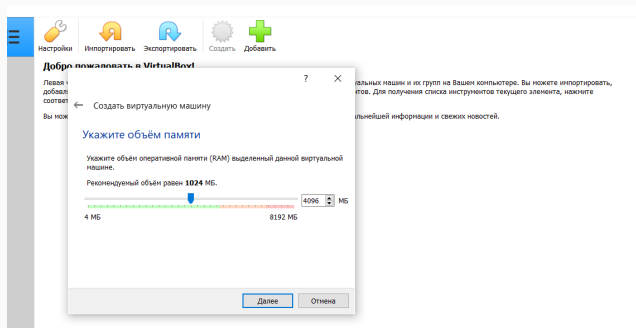 Настройки Импортировать Экспортировать Создать Добавить
Добро пожаловать в VirtualBox!
Левая
добавл
соответ
Вы мож
уальных машин и их групп на Вашем компьютере. Вы можете импортировать,
нтов. Для получения списка инструментов текущего элемента, нажмите
льнейшей информации и свежих новостей.
? ×
← Создать виртуальную машину
Укажите объём памяти
Укажите объём оперативной памяти (RAM) выделенный данной виртуальной
машине.
Рекомендуемый объём равен 1024 МБ.
4096 МБ
4 МБ 8192 МБ
Далее Отмена